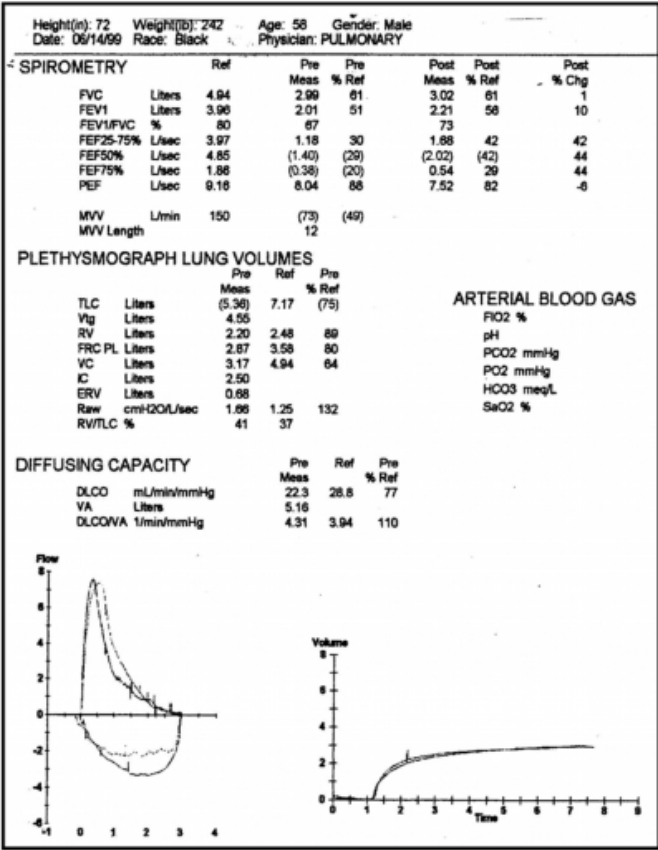 Height(in): 72 Weight(lb): 242 Age: 56 Gender: Male
Date: 06/14/99 Race: Black Physician: PULMONARY
SPIROMETRY Ref Pre Pre Post Post Post
Meas % Ref Meas % Ref % Chg
FVC Liters 4.94 2.99 61 3.02 61 1
FEV1 Liters 3.96 2.01 51 2.21 56 10
FEV1/FVC % 80 67 73
FEF25-75% L/sec 3.97 1.18 30 1.68 42 42
FEF50% L/sec 4.85 (1.40) (29) (2.02) (42) 44
FEF75% L/sec 1.86 (0.38) (20) 0.54 29 44
PEF L/sec 9.16 8.04 88 7.52 82 -6
MVV L/min 150 (73) (49)
MVV Length 12
PLETHYSMOGRAPH LUNG VOLUMES
Pre Ref Pre
Meas % Ref
TLC Liters (5.36) 7.17 (75)
Vtg Liters 4.55
RV Liters 2.20 2.48 89
FRC PL Liters 2.87 3.58 80
VC Liters 3.17 4.94 64
IC Liters 2.50
ERV Liters 0.68
Raw cmH2O/L/sec 1.66 1.25 132
RV/TLC % 41 37
ARTERIAL BLOOD GAS
FIO2 %
pH
PCO2 mmHg
PO2 mmHg
HCO3 meq/L
SaO2 %
DIFFUSING CAPACITY Pre Ref Pre
Meas % Ref
DLCO mL/min/mmHg 22.3 28.8 77
VA Liters 5.16
DLCO/VA 1/min/mmHg 4.31 3.94 110
Flow
8
6
4
2
0
-2
-4
-6
-1 0 1 2 3 4
Volume
8
6
4
2
0
0 1 2 3 4 5 6 7 8 9
Time